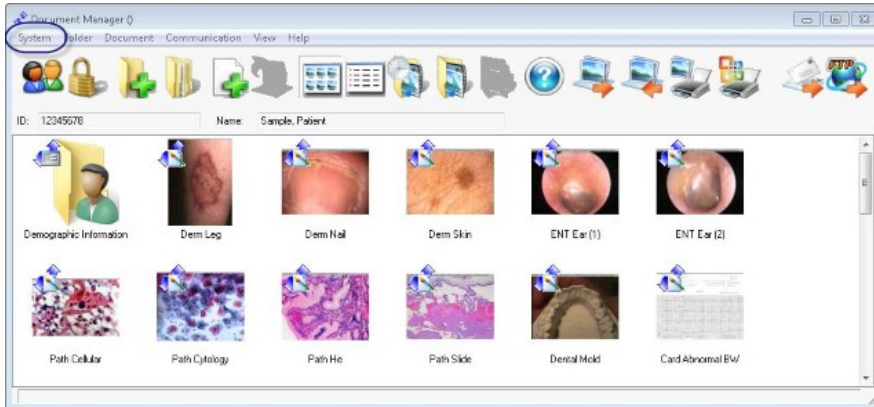 Document Manager ()
System Folder Document Communication View Help
FTP
ID: 12345678 Name: Sample, Patient
Demographic Information Derm Leg Derm Nail Derm Skin ENT Ear (1) ENT Ear (2)
Path Cellular Path Cytology Path He Path Slide Dental Mold Card Abnormal BW